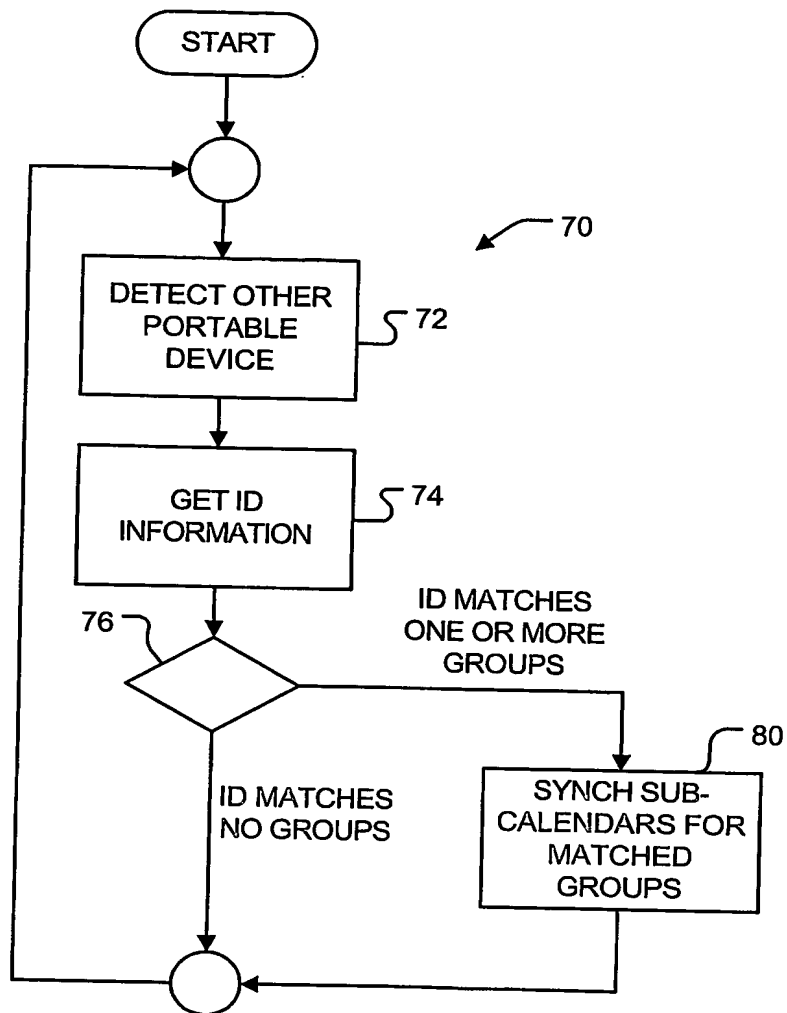 START
70
DETECT OTHER
PORTABLE
DEVICE
72
GET ID
INFORMATION
74
76
ID MATCHES
ONE OR MORE
GROUPS
80
ID MATCHES
NO GROUPS
SYNCH SUB-
CALENDARS FOR
MATCHED
GROUPS